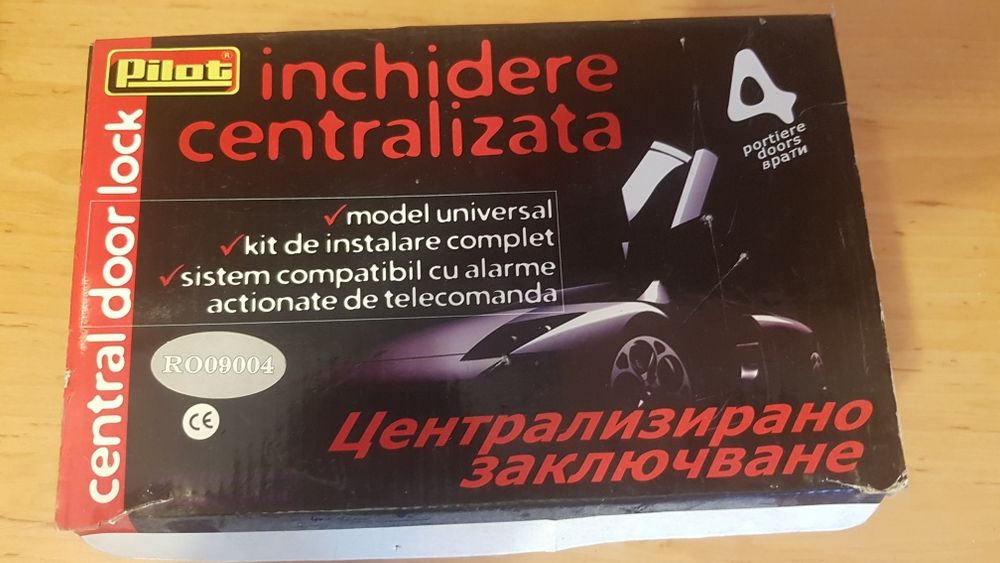 Pilot®
inchidere
centralizata
4
portiere
doors
врати
central door lock
✓model universal
✓kit de instalare complet
✓sistem compatibil cu alarme
actionate de telecomanda
RO09004
CE
Централизирано
заключване